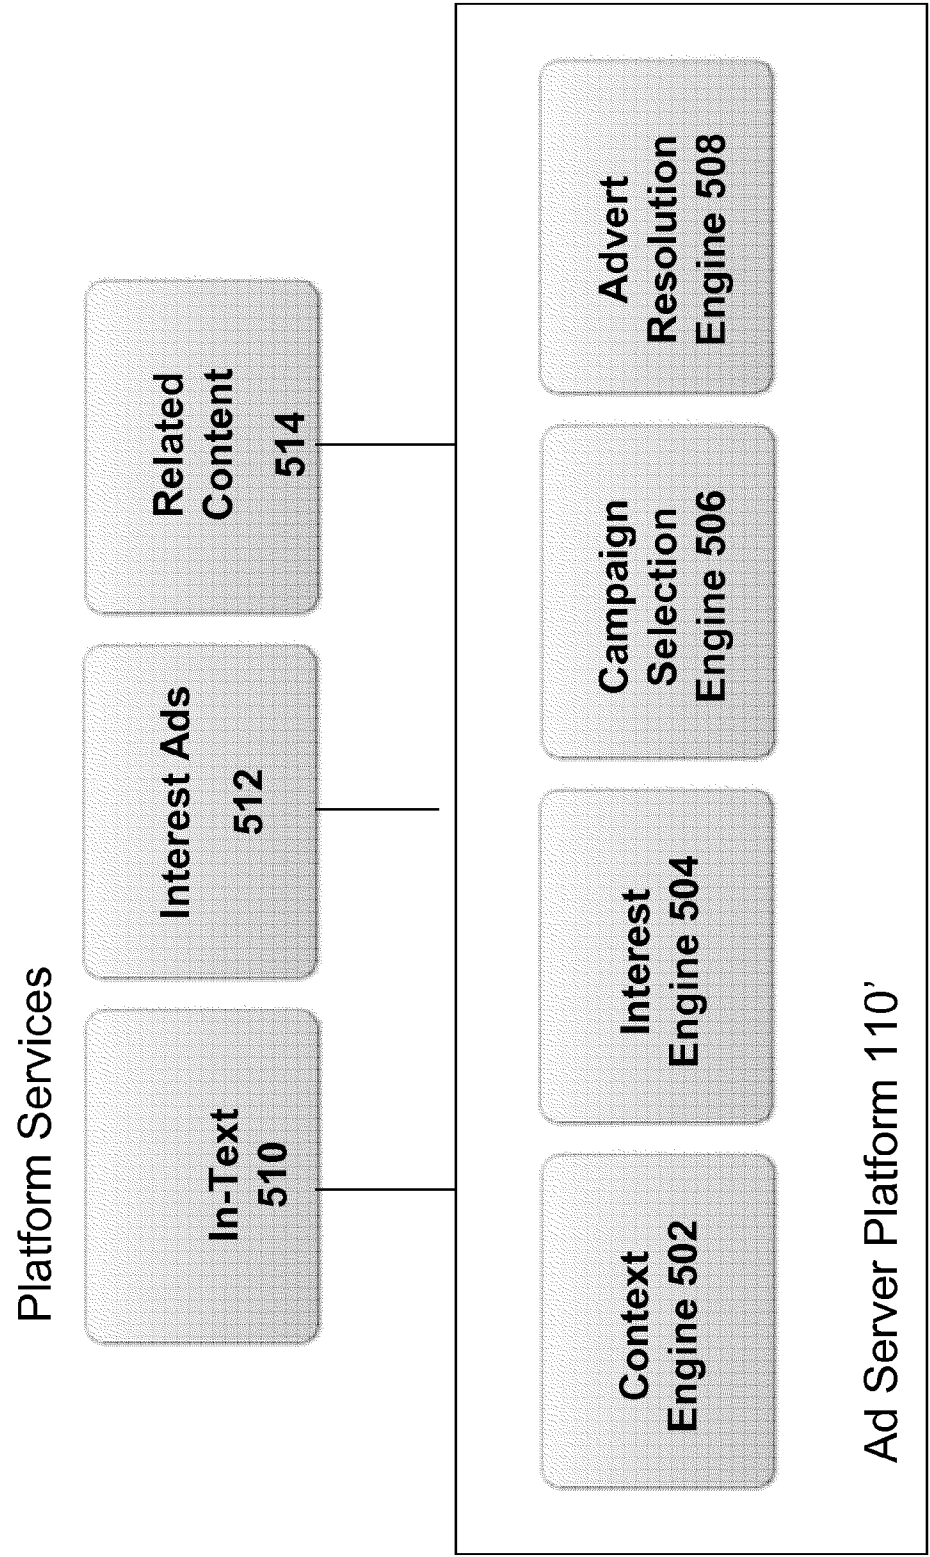 Platform Services
In-Text
510
Interest Ads
512
Related
Content
514
Context
Engine 502
Interest
Engine 504
Campaign
Selection
Engine 506
Advert
Resolution
Engine 508
Ad Server Platform 110’